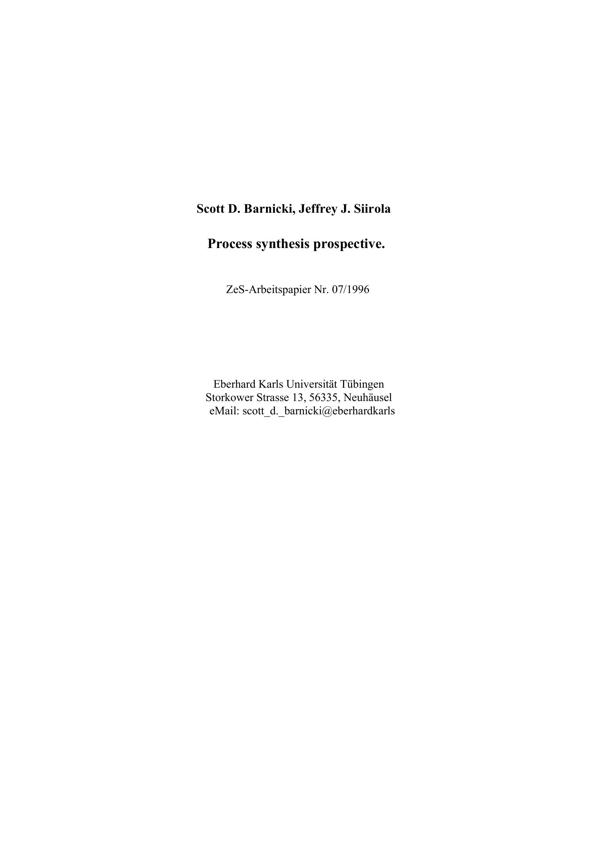 Scott D. Barnicki, Jeffrey J. Siirola
Process synthesis prospective.
ZeS-Arbeitspapier Nr. 07/1996
Eberhard Karls Universität Tübingen
Storkower Strasse 13, 56335, Neuhäusel
eMail: scott_d._barnicki@eberhardkarls